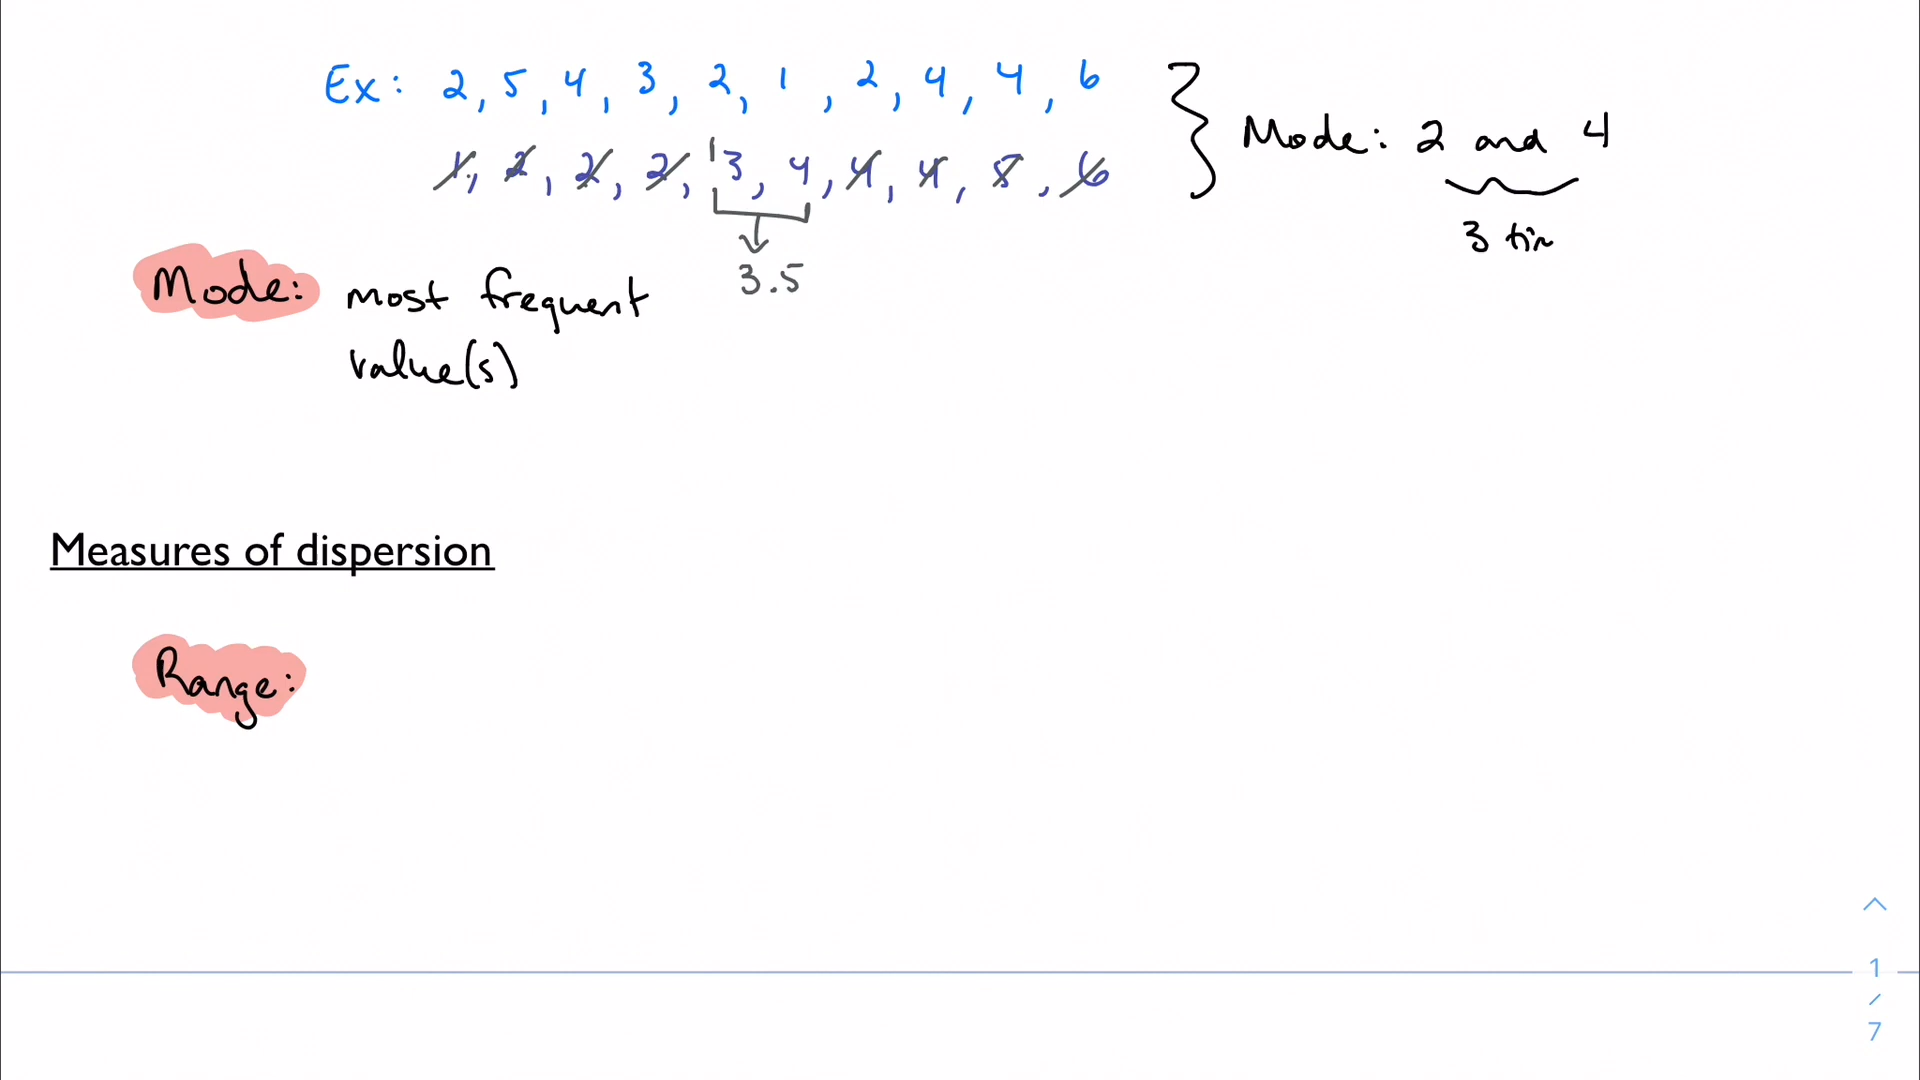 Ex: 2, 5, 4, 3, 2, 1, 2, 4, 4, 6
1, 2, 2, 2, 3, 4, 4, 4, 5, 6
Mode: 2 and 4
3
3.5
Mode: most frequent
value(s)
Measures of dispersion
Range:
1
/
7